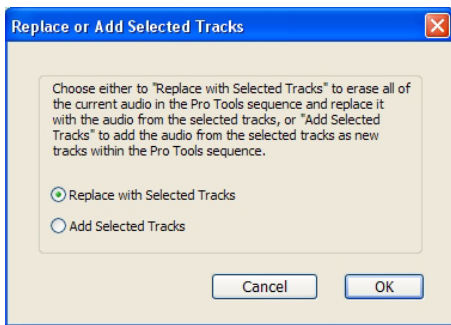 Replace or Add Selected Tracks
Choose either to "Replace with Selected Tracks" to erase all of
the current audio in the Pro Tools sequence and replace it
with the audio from the selected tracks, or "Add Selected
Tracks" to add the audio from the selected tracks as new
tracks within the Pro Tools sequence.
Replace with Selected Tracks
Add Selected Tracks
Cancel OK